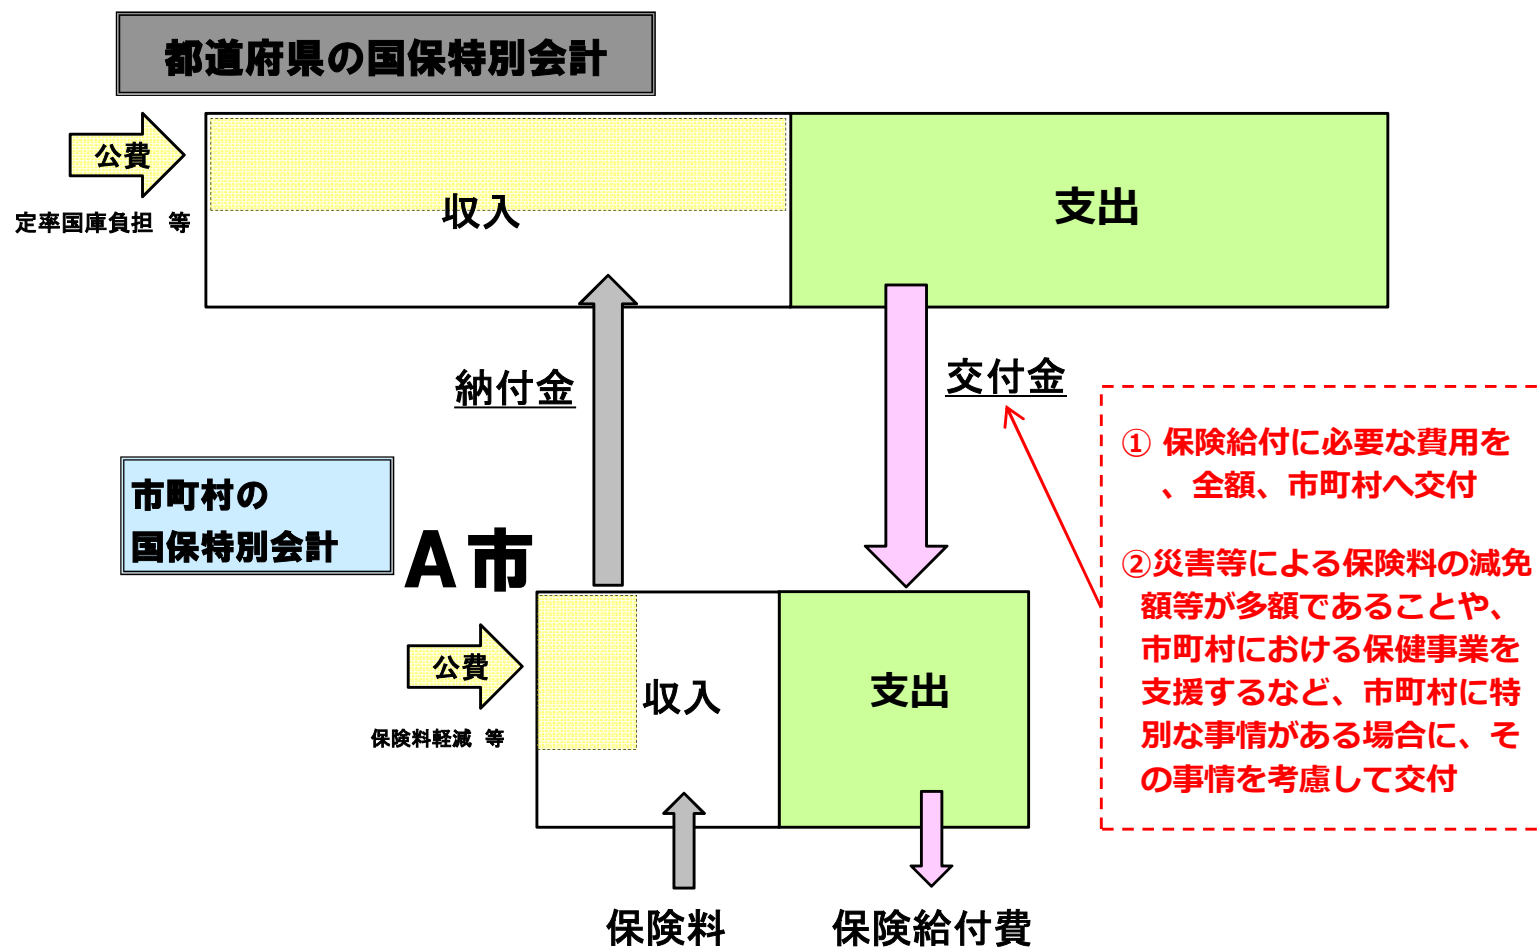 都道府県の国保特別会計
公費
定率国庫負担 等
収入
支出
納付金
交付金
① 保険給付に必要な費用を
、全額、市町村へ交付
②災害等による保険料の減免
額等が多額であることや、
市町村における保健事業を
支援するなど、市町村に特
別な事情がある場合に、そ
の事情を考慮して交付
市町村の
国保特別会計
A市
公費
保険料軽減 等
収入
支出
保険料
保険給付費